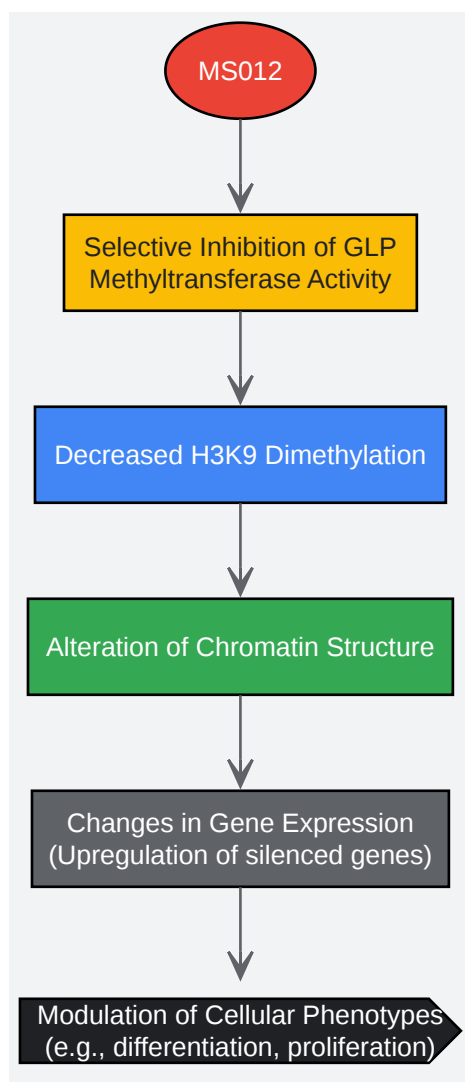 MS012
Selective Inhibition of GLP
Methyltransferase Activity
Decreased H3K9 Dimethylation
Alteration of Chromatin Structure
Changes in Gene Expression
(Upregulation of silenced genes)
Modulation of Cellular Phenotypes
(e.g., differentiation, proliferation)